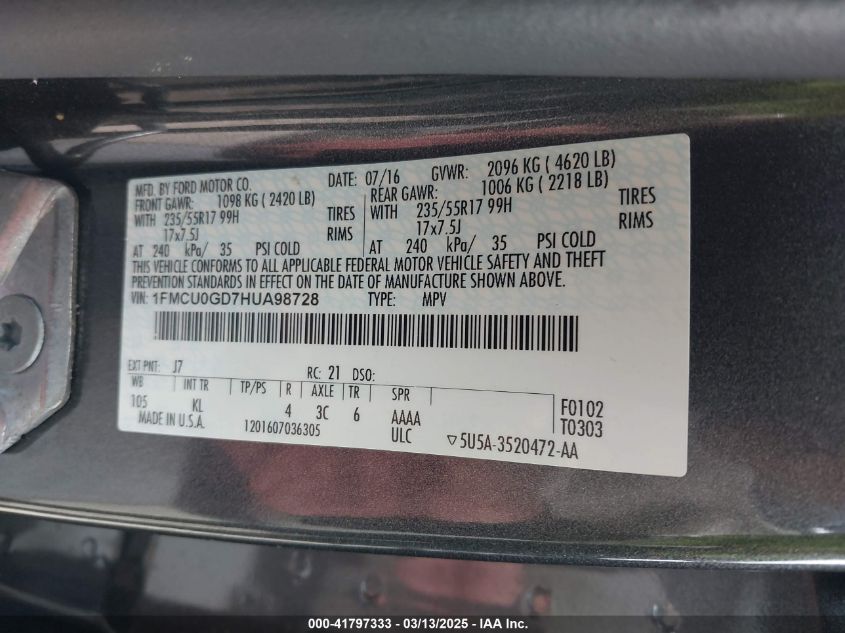 MFD. BY FORD MOTOR CO. DATE: 07/16 GVWR: 2096 KG ( 4620 LB)
FRONT GAWR: 1098 KG ( 2420 LB) REAR GAWR: 1006 KG ( 2218 LB)
WITH 235/55R17 99H TIRES WITH 235/55R17 99H TIRES
17x7.5J RIMS 17x7.5J RIMS
AT 240 kPa/ 35 PSI COLD AT 240 kPa/ 35 PSI COLD
THIS VEHICLE CONFORMS TO ALL APPLICABLE FEDERAL MOTOR VEHICLE SAFETY AND THEFT
PREVENTION STANDARDS IN EFFECT ON THE DATE OF MANUFACTURE SHOWN ABOVE.
VIN: 1FMCU0GD7HUA98728 TYPE: MPV
EXT PNT: J7 RC: 21 DSO:
WB INT TR TP/PS R AXLE TR SPR
105 KL 4 3C 6 AAAA F0102
MADE IN U.S.A. 1201607036305 ULC ▽5U5A-3520472-AA T0303
000-41797333 - 03/13/2025 - IAA Inc.